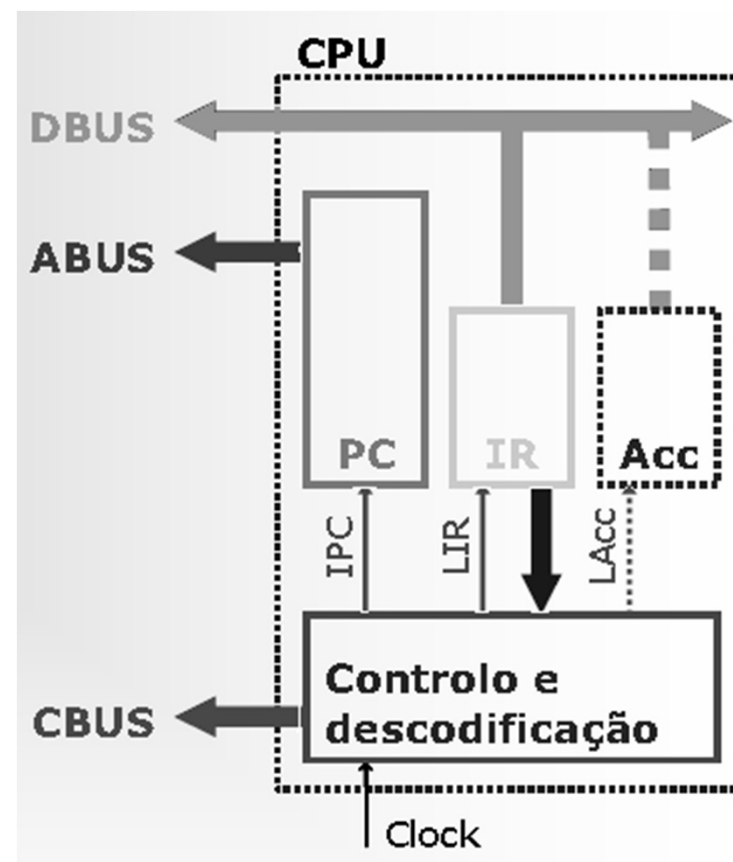 CPU
DBUS
ABUS
PC
IR
Acc
IPC
LIR
LAcc
Controlo e
descodificação
CBUS
Clock